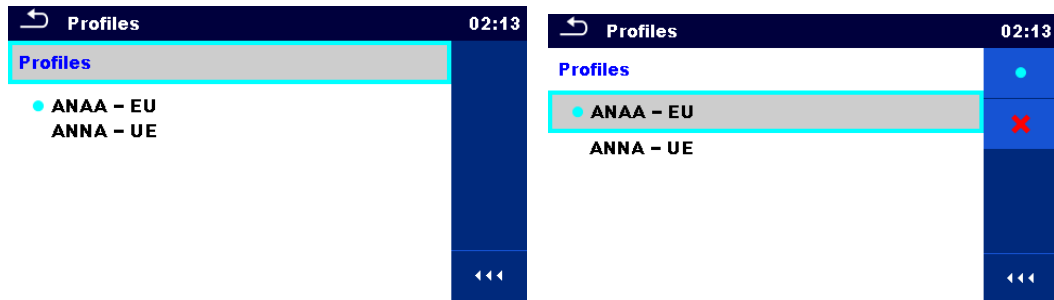 Profiles 02:13
Profiles
ANAA – EU
ANNA – UE
Profiles 02:13
Profiles
ANAA – EU
ANNA – UE